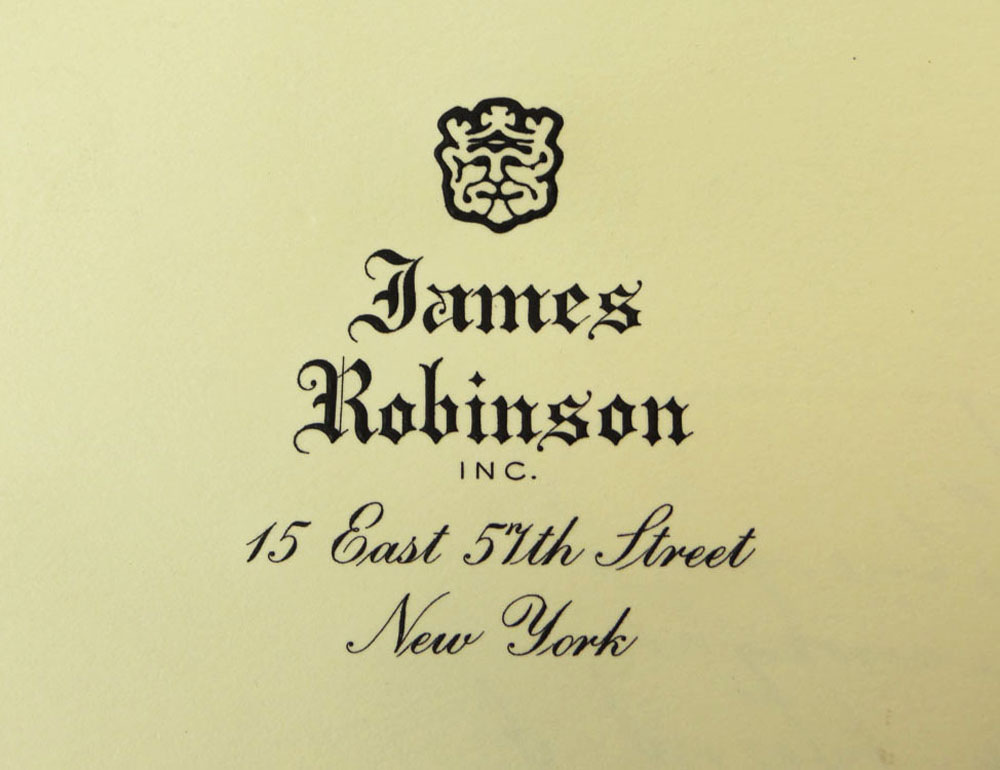 James
Robinson
INC.
15 East 57th Street
New York